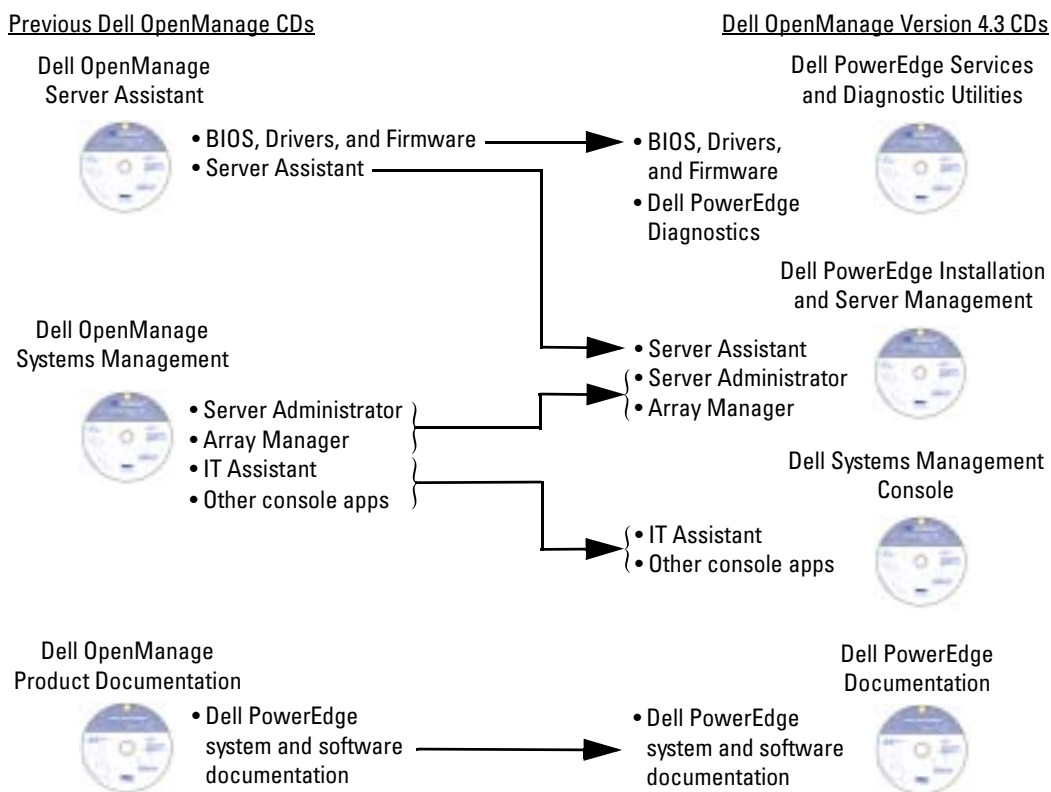 Previous Dell OpenManage CDs
Dell OpenManage Version 4.3 CDs
Dell OpenManage
Server Assistant
• BIOS, Drivers, and Firmware
• Server Assistant
Dell PowerEdge Services
and Diagnostic Utilities
• BIOS, Drivers,
and Firmware
• Dell PowerEdge
Diagnostics
Dell PowerEdge Installation
and Server Management
• Server Assistant
• Server Administrator
• Array Manager
Dell OpenManage
Systems Management
• Server Administrator
• Array Manager
• IT Assistant
• Other console apps
Dell Systems Management
Console
• IT Assistant
• Other console apps
Dell OpenManage
Product Documentation
• Dell PowerEdge
system and software
documentation
Dell PowerEdge
Documentation
• Dell PowerEdge
system and software
documentation